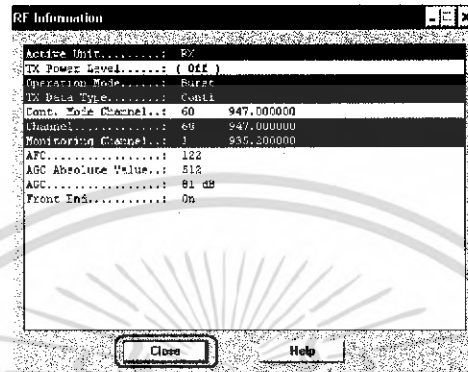 RF Information
Active Unit..........: RX
TX Power Level......: ( Off )
Operation Mode.......: Burst
TX Data Type.........: Cont1
Cont. Mode Channel..: 60 947.000000
Channel..............: 60 947.000000
Monitoring Channel..: 1 935.200000
AFC..................: 122
AGC Absolute Value..: 512
AGC..................: 81 dB
Front End...........: On
Close Help